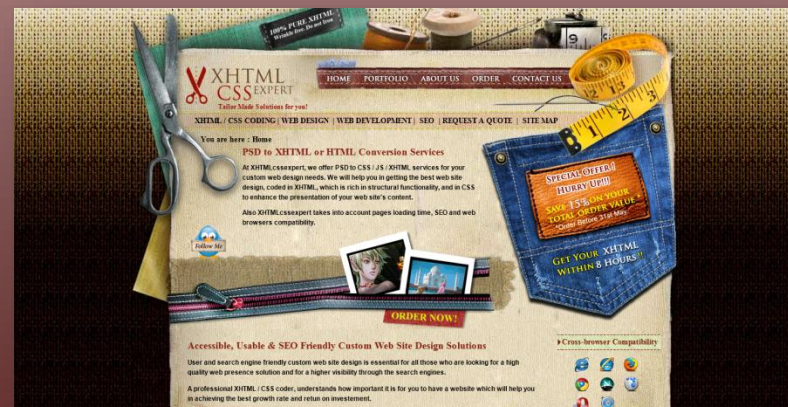 100% PURE XHTML
Wrinkle free. Do not Iron
XHTML
CSS EXPERT
Tailor Made Solutions for you!
HOME PORTFOLIO ABOUT US ORDER CONTACT US
XHTML / CSS CODING | WEB DESIGN | WEB DEVELOPMENT | SEO | REQUEST A QUOTE | SITE MAP
You are here : Home
PSD to XHTML or HTML Conversion Services
At XHTMLcssexpert, we offer PSD to CSS / JS / XHTML services for your
custom web design needs. We will help you in getting the best web site
design, coded in XHTML, which is rich in structural functionality, and in CSS
to enhance the presentation of your web site's content.
Also XHTMLcssexpert takes into account pages loading time, SEO and web
browsers compatibility.
Follow Me
SPECIAL OFFER!
HURRY UP!!!
SAVE 15% ON YOUR
TOTAL ORDER VALUE *
*Order Before 31st May.
GET YOUR XHTML
WITHIN 8 HOURS !!
ORDER NOW!
Accessible, Usable & SEO Friendly Custom Web Site Design Solutions
User and search engine friendly custom web site design is essential for all those who are looking for a high
quality web presence solution and for a higher visibility through the search engines.
A professional XHTML / CSS coder, understands how important it is for you to have a website which will help you
in achieving the best growth rate and retun on investement.
Cross-browser Compatibility